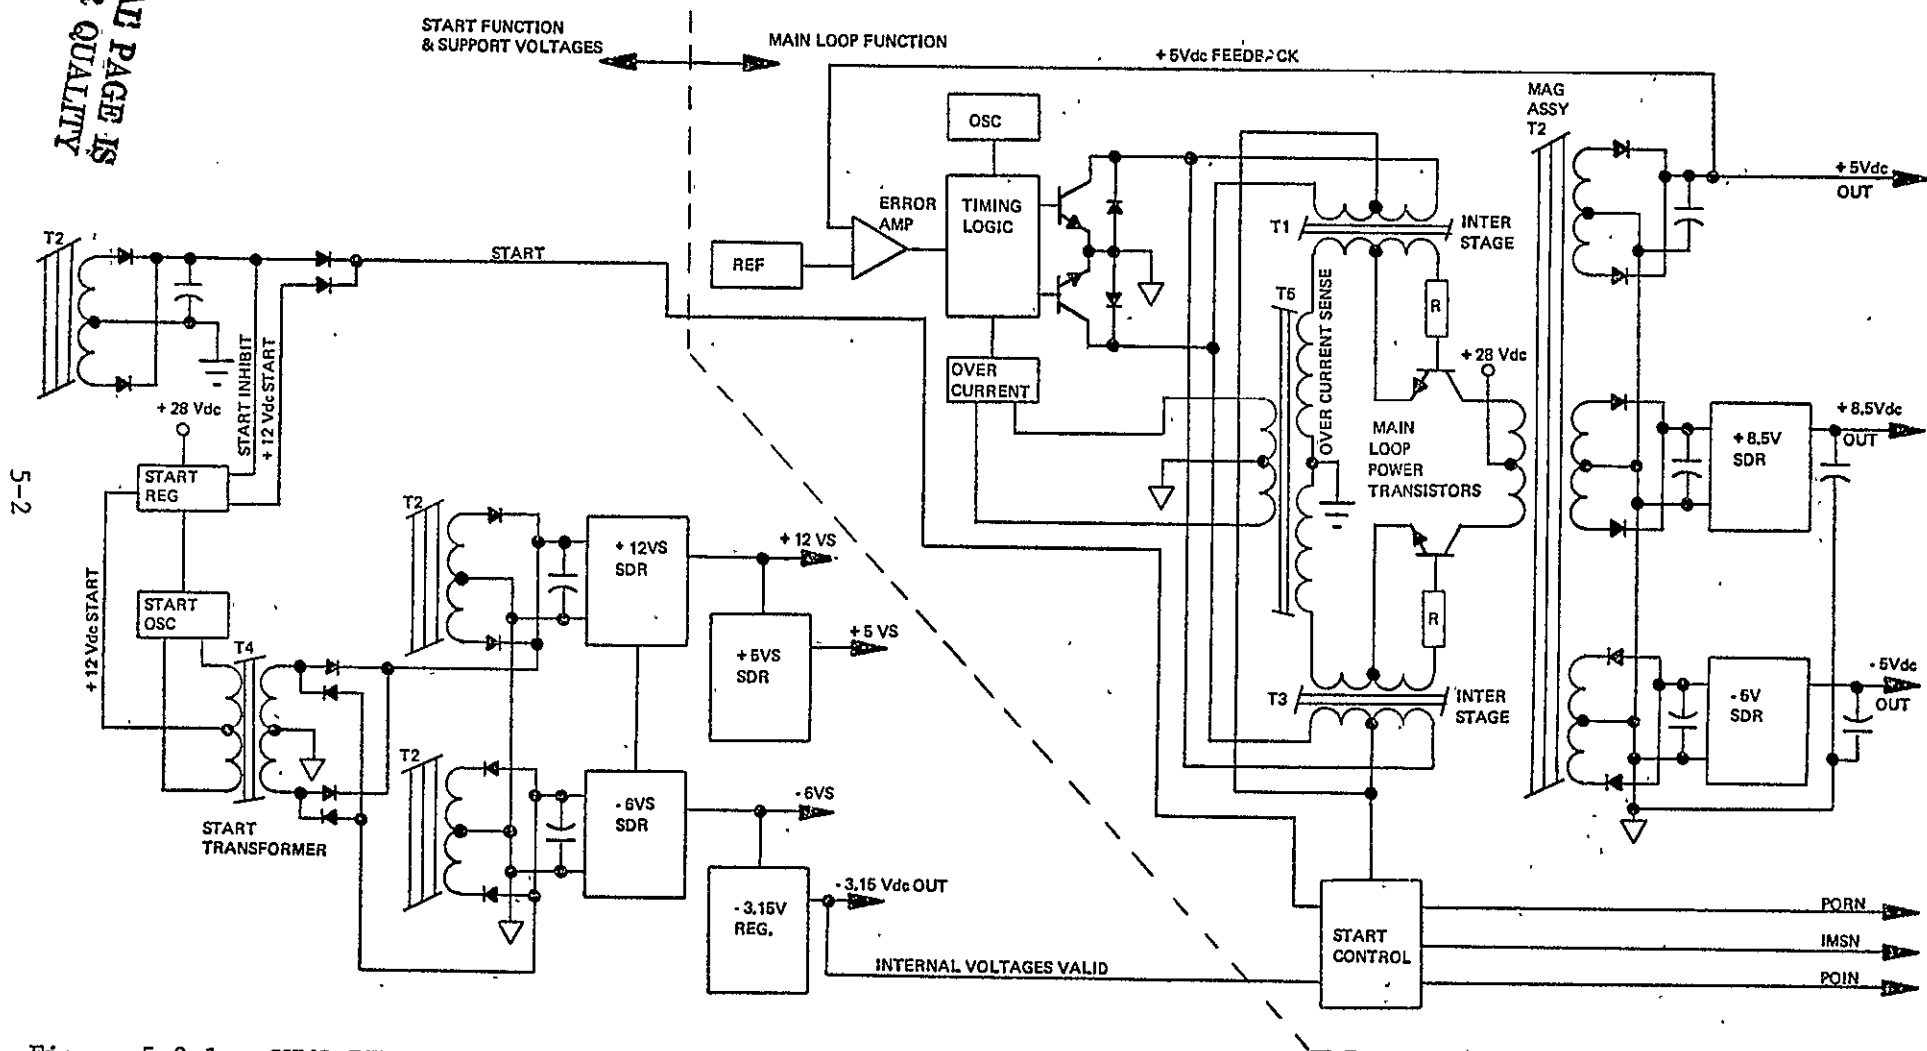 PAGE IS
QUALITY
5-2
START FUNCTION
& SUPPORT VOLTAGES
MAIN LOOP FUNCTION
+5Vdc FEEDBACK
OSC
MAG
ASSY
T2
ERROR
AMP
TIMING
LOGIC
REF
T1
INTER
STAGE
+5Vdc
OUT
T2
START
START INHIBIT
+12 Vdc START
+28 Vdc
START
REG
START
OSC
+12 Vdc START
T4
START
TRANSFORMER
T2
+12VS
SDR
+12 VS
+5VS
SDR
+5 VS
T2
-6VS
SDR
-6VS
-3.15V
REG.
-3.15 Vdc OUT
INTERNAL VOLTAGES VALID
OVER
CURRENT
T5
OVER CURRENT SENSE
R
+28 Vdc
MAIN
LOOP
POWER
TRANSISTORS
R
T3
INTER
STAGE
+8.5V
SDR
+8.5Vdc
OUT
-5V
SDR
-5Vdc
OUT
START
CONTROL
PORN
IMSN
POIN